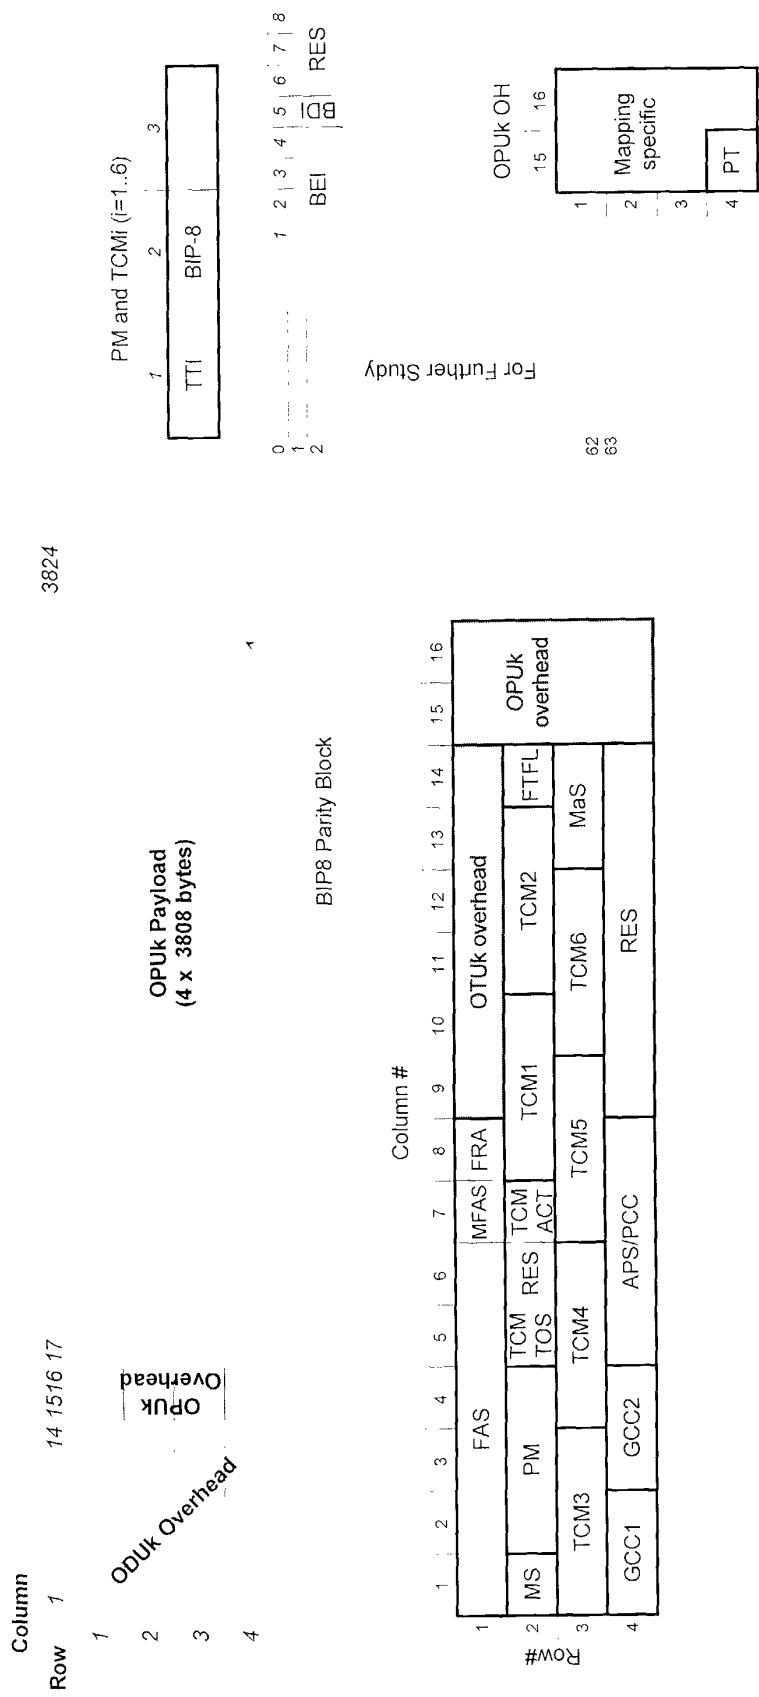 Column
Row 1 14 1516 17 3824
1
2
3
4
ODUk Overhead
OPUk
Overhead
OPUk Payload
(4 x 3808 bytes)
BIP8 Parity Block
Column #
1 2 3 4 5 6 7 8 9 10 11 12 13 14 15 16
Row#
1 FAS MFAS FRA OTUk overhead
OPUk
overhead
2 MS PM TCM TOS RES TCM ACT TCM1 TCM2 FTFL
3 TCM3 TCM4 TCM5 TCM6 MaS
4 GCC1 GCC2 APS/PCC RES
PM and TCMi (i=1..6)
1 2 3
TTI BIP-8
1 2 3 4 5 6 7 8
BEI BDI RES
0
1
2
For Further Study
62
63
OPUk OH
15 16
1
2
3
4
Mapping
specific
PT